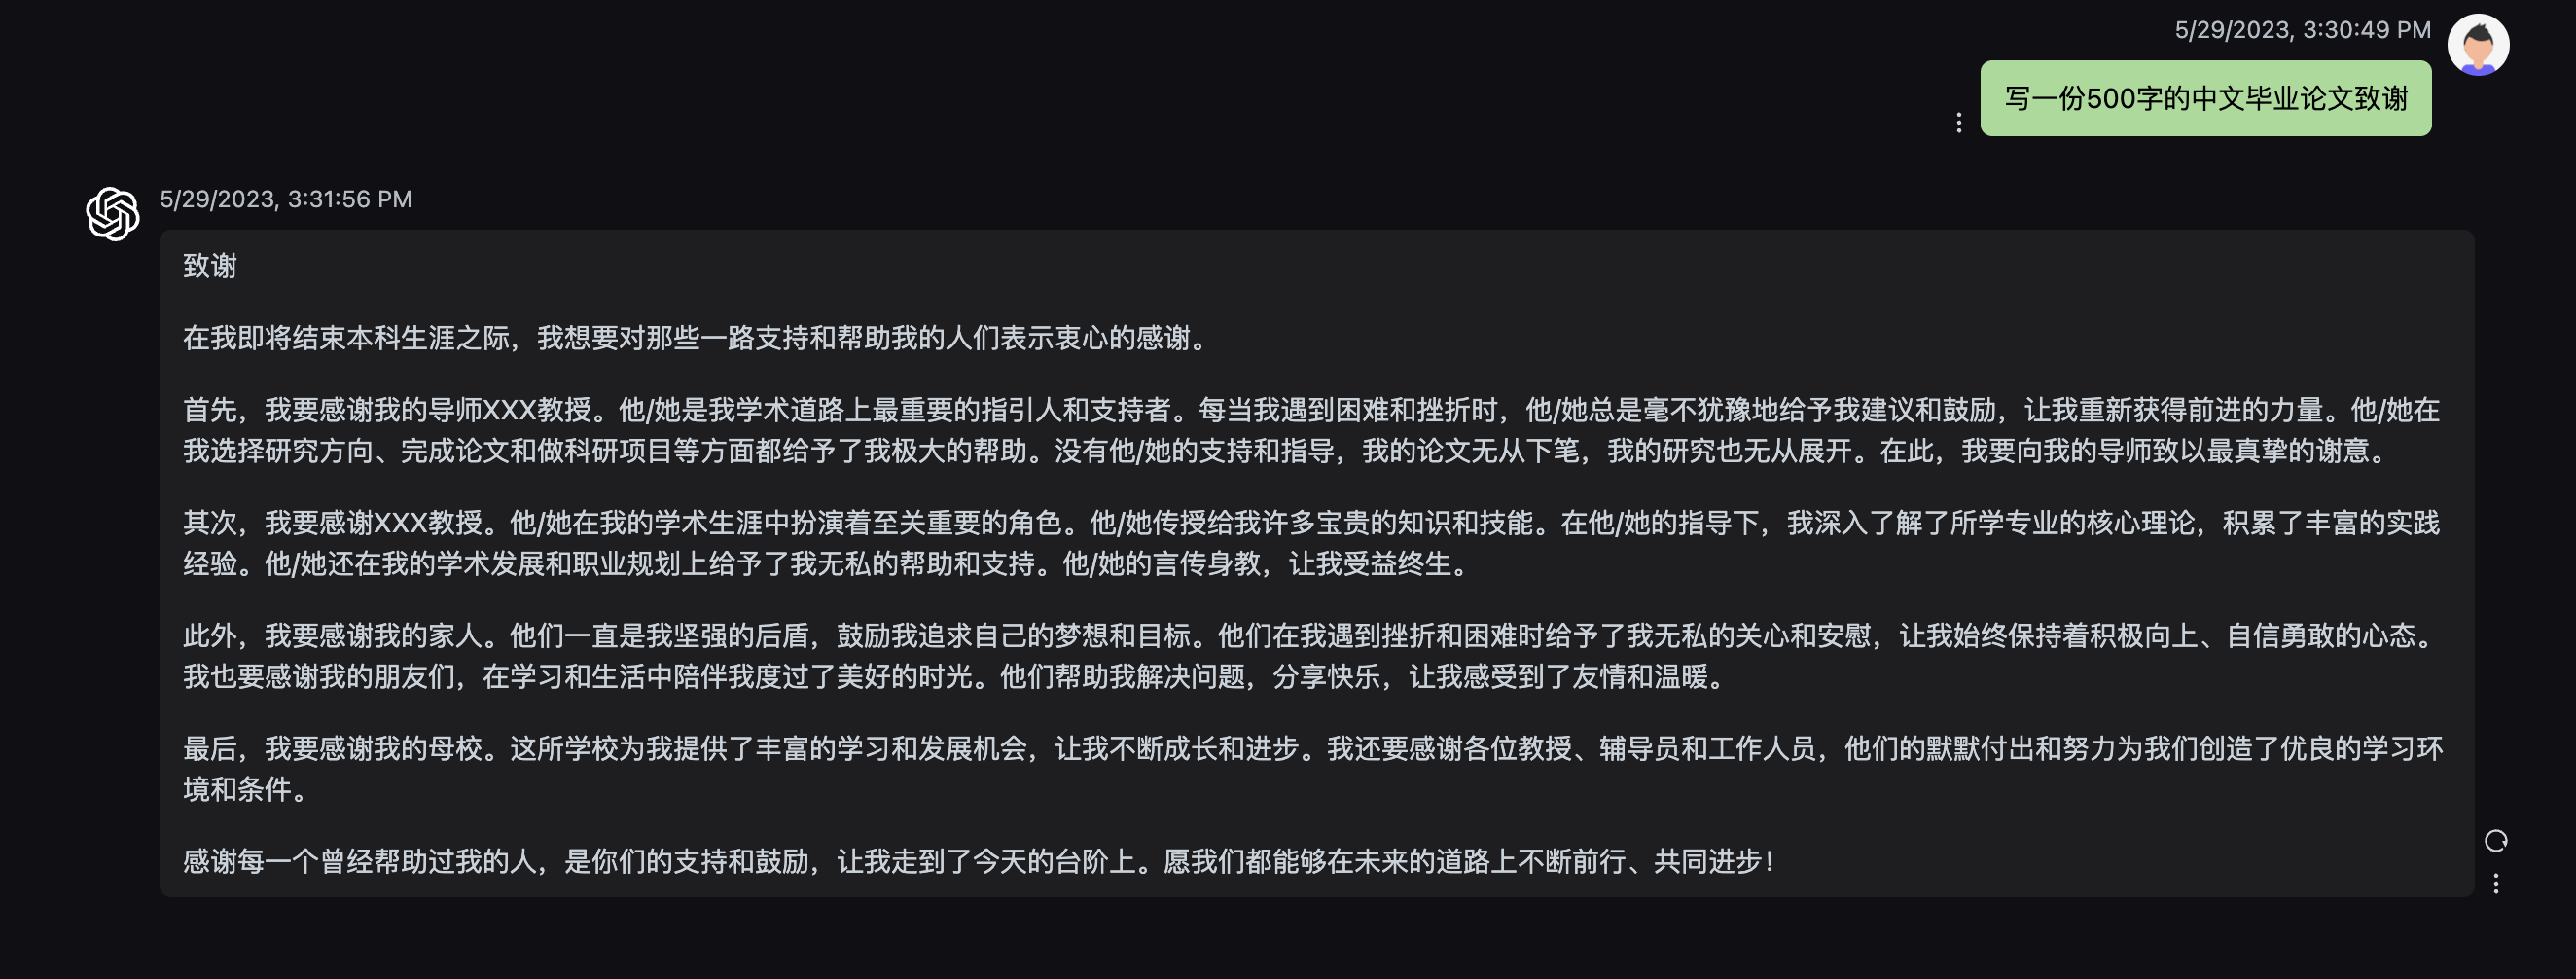 5/29/2023, 3:30:49 PM
写一份500字的中文毕业论文致谢
5/29/2023, 3:31:56 PM
致谢
在我即将结束本科生涯之际，我想要对那些一路支持和帮助我的人们表示衷心的感谢。
首先，我要感谢我的导师XXX教授。他/她是我学术道路上最重要的指引人和支持者。每当我遇到困难和挫折时，他/她总是毫不犹豫地给予我建议和鼓励，让我重新获得前进的力量。他/她在
我选择研究方向、完成论文和做科研项目等方面都给予了我极大的帮助。没有他/她的支持和指导，我的论文无从下笔，我的研究也无从展开。在此，我要向我的导师致以最真挚的谢意。
其次，我要感谢XXX教授。他/她在我的学术生涯中扮演着至关重要的角色。他/她传授给我许多宝贵的知识和技能。在他/她的指导下，我深入了解了所学专业的核心理论，积累了丰富的实践
经验。他/她还在我的学术发展和职业规划上给予了我无私的帮助和支持。他/她的言传身教，让我受益终生。
此外，我要感谢我的家人。他们一直是我坚强的后盾，鼓励我追求自己的梦想和目标。他们在我遇到挫折和困难时给予了我无私的关心和安慰，让我始终保持着积极向上、自信勇敢的心态。
我也要感谢我的朋友们，在学习和生活中陪伴我度过了美好的时光。他们帮助我解决问题，分享快乐，让我感受到了友情和温暖。
最后，我要感谢我的母校。这所学校为我提供了丰富的学习和发展机会，让我不断成长和进步。我还要感谢各位教授、辅导员和工作人员，他们的默默付出和努力为我们创造了优良的学习环
境和条件。
感谢每一个曾经帮助过我的人，是你们的支持和鼓励，让我走到了今天的台阶上。愿我们都能够在未来的道路上不断前行、共同进步！